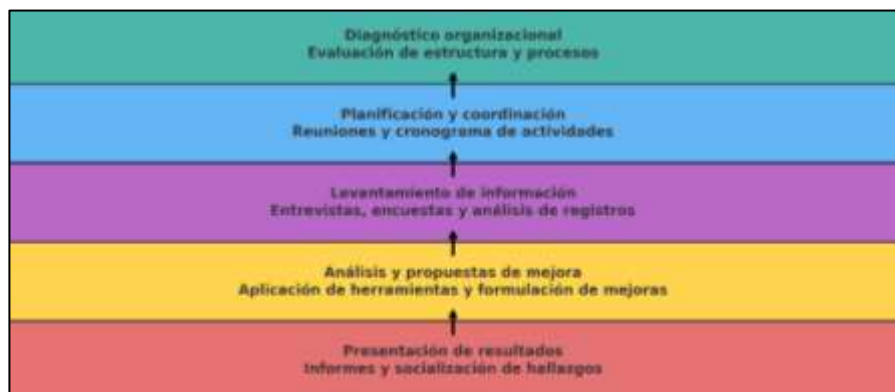 Diagnóstico organizacional
Evaluación de estructura y procesos
Planificación y coordinación
Reuniones y cronograma de actividades
Levantamiento de información
Entrevistas, encuestas y análisis de registros
Análisis y propuestas de mejora
Aplicación de herramientas y formulación de mejoras
Presentación de resultados
Informes y socialización de hallazgos